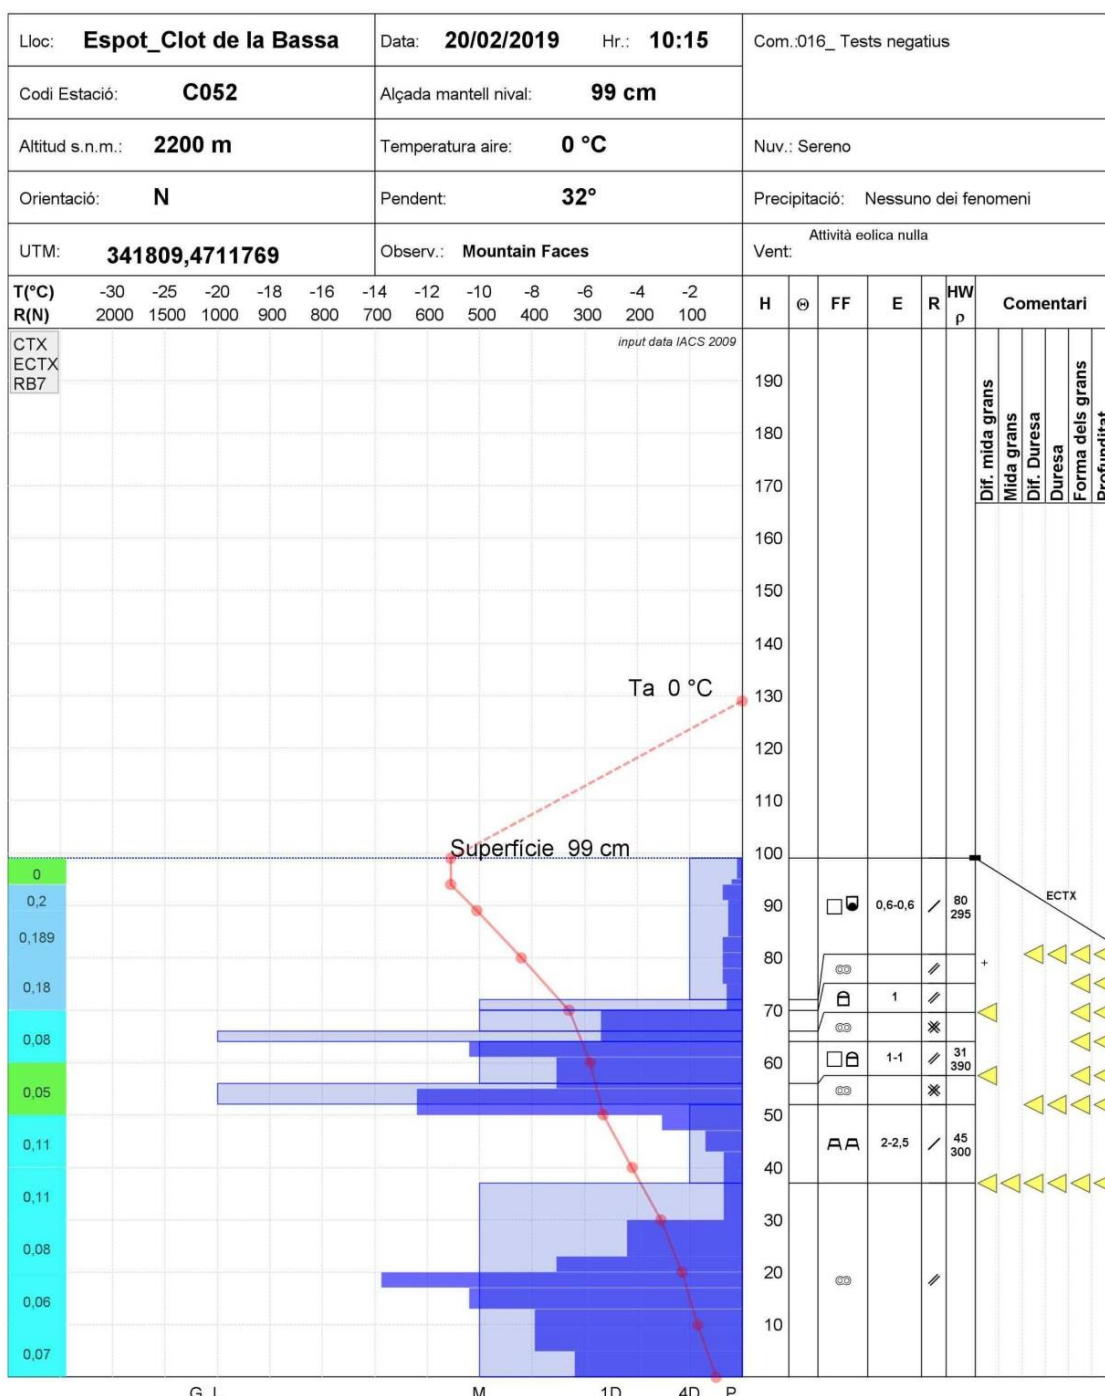 Lloc: Espot_Clot de la Bassa Data: 20/02/2019 Hr.: 10:15 Com.:016_ Tests negatius
Codi Estació: C052 Alçada mantell nival: 99 cm
Altitud s.n.m.: 2200 m Temperatura aire: 0 °C Nuv.: Sereno
Orientació: N Pendent: 32° Precipitació: Nessuno dei fenomeni
UTM: 341809,4711769 Observ.: Mountain Faces Vent: Attività eolica nulla
T(°C) -30 -25 -20 -18 -16 -14 -12 -10 -8 -6 -4 -2
R(N) 2000 1500 1000 900 800 700 600 500 400 300 200 100
H Θ FF E R HW ρ Comentari
CTX
ECTX
RB7
input data IACS 2009
Dif. mida grans
Mida grans
Dif. Duresa
Duresa
Forma dels grans
Profunditat
190
180
170
160
150
140
Ta 0 °C
130
120
110
100
Superfície 99 cm
0
0,2 90 0,6-0,6 80 295 ECTX
0,189
80
0,18
70 1
0,08
60 1-1 31 390
0,05
50
0,11 2-2,5 45 300
40
0,11
30
0,08
20
0,06
10
0,07
G I M 1D 4D P